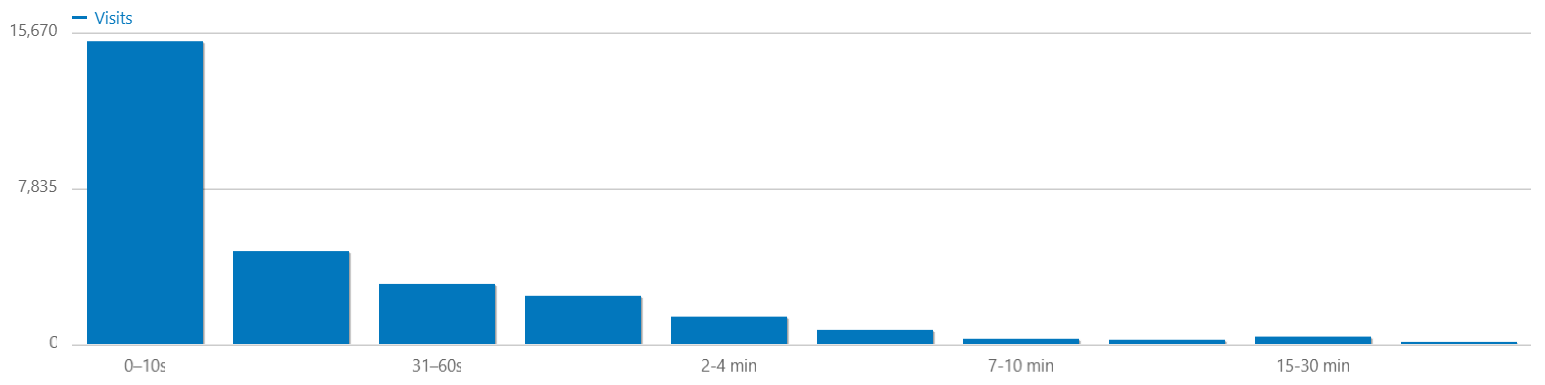 Visits
15,670
7,835
0
0–10s
31–60s
2-4 min
7-10 min
15-30 min